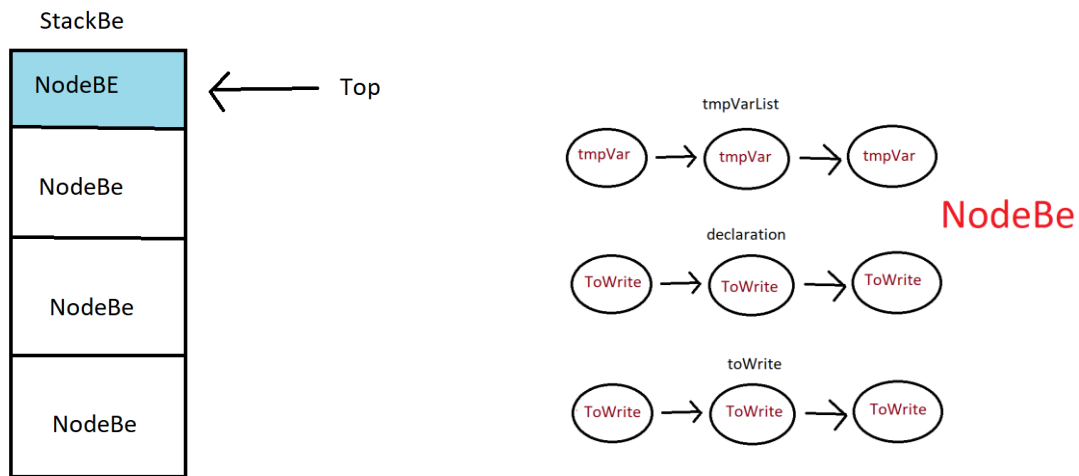 StackBe
NodeBE
Top
NodeBe
NodeBe
NodeBe
tmpVarList
tmpVar tmpVar tmpVar
NodeBe
declaration
ToWrite ToWrite ToWrite
toWrite
ToWrite ToWrite ToWrite